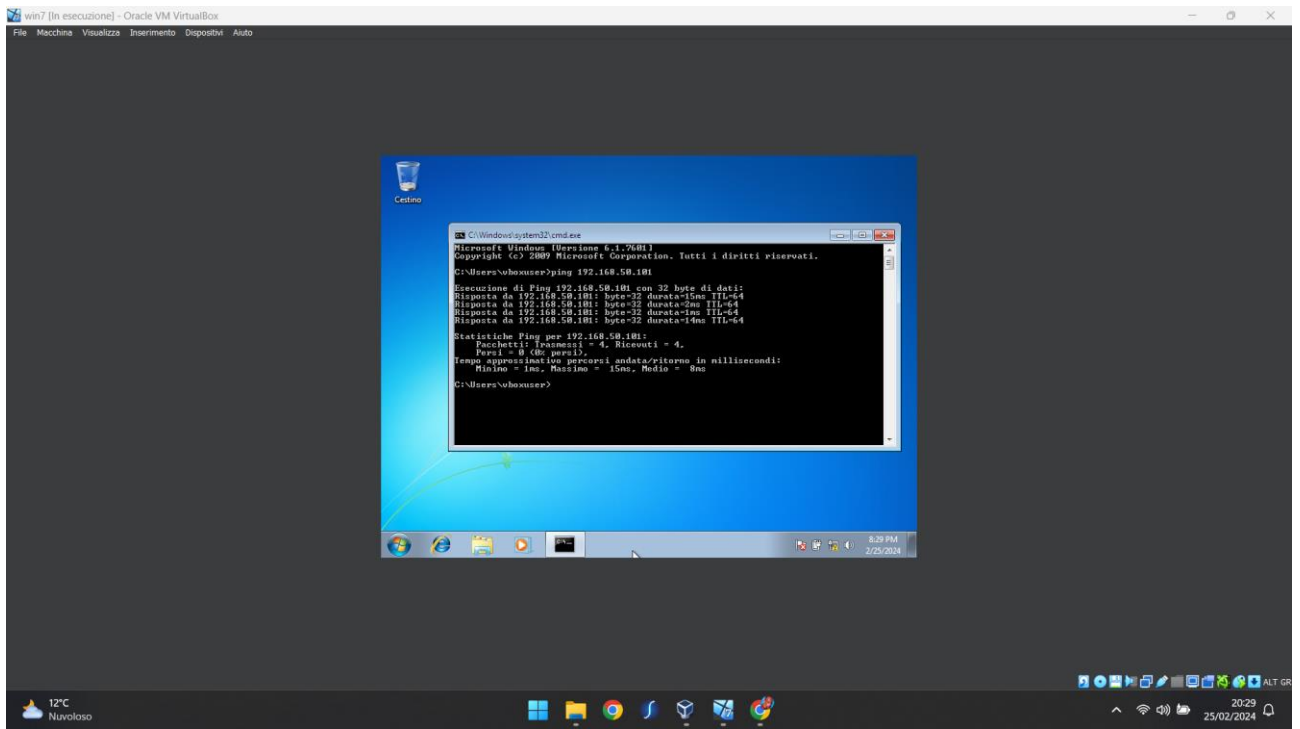 win7 [In esecuzione] - Oracle VM VirtualBox
File Macchina Visualizza Inserimento Dispositivi Aiuto
Cestino
C:\Windows\system32\cmd.exe
Microsoft Windows [Versione 6.1.7601]
Copyright (c) 2009 Microsoft Corporation. Tutti i diritti riservati.
C:\Users\vboxuser>ping 192.168.50.101
Esecuzione di Ping 192.168.50.101 con 32 byte di dati:
Risposta da 192.168.50.101: byte=32 durata=15ms TTL=64
Risposta da 192.168.50.101: byte=32 durata=2ms TTL=64
Risposta da 192.168.50.101: byte=32 durata=1ms TTL=64
Risposta da 192.168.50.101: byte=32 durata=14ms TTL=64
Statistiche Ping per 192.168.50.101:
Pacchetti: Trasmessi = 4, Ricevuti = 4,
Persi = 0 (0% persi),
Tempo approssimativo percorsi andata/ritorno in millisecondi:
Minimo = 1ms, Massimo = 15ms, Medio = 8ms
C:\Users\vboxuser>
8:29 PM
2/25/2024
ALT GR
12°C
Nuvoloso
20:29
25/02/2024